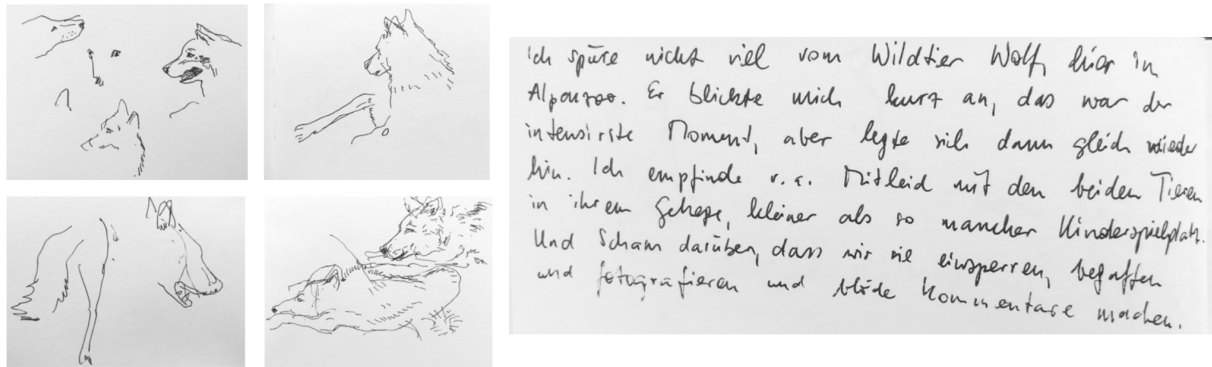 Ich spüre nicht viel vom Wildtier Wolf, hier im
Alpenzoo. Er blickte mich kurz an, das war der
intensivste Moment, aber legte sich dann gleich wieder
hin. Ich empfinde v.a. Mitleid mit den beiden Tieren
in ihrem Gehege, kleiner als so mancher Kinderspielplatz.
Und Scham darüber, dass wir sie einsperren, begaffen
und fotografieren und blöde Kommentare machen.